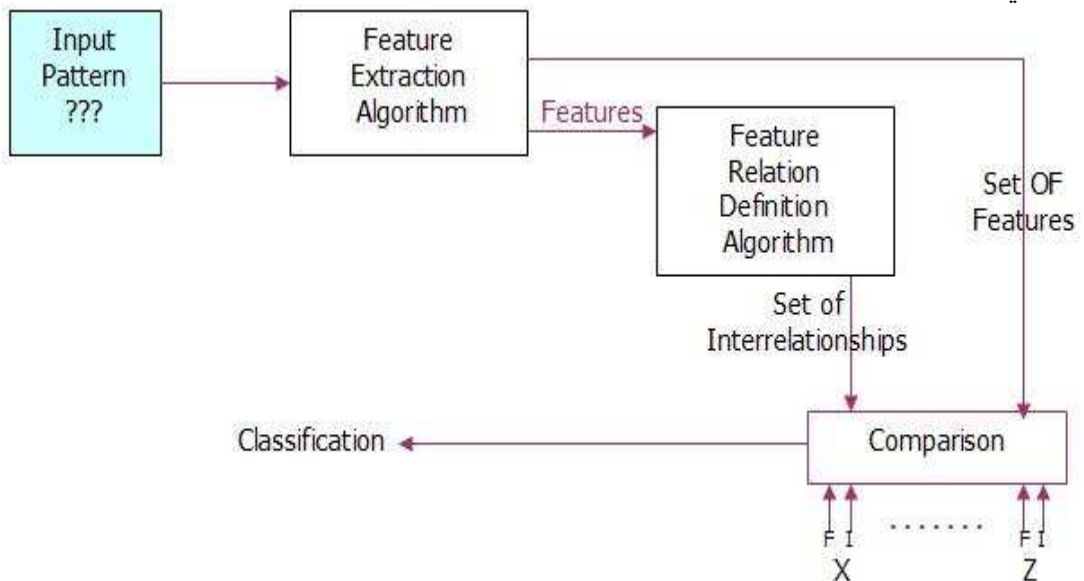 Input
Pattern
???
Feature
Extraction
Algorithm
Features
Feature
Relation
Definition
Algorithm
Set OF
Features
Set of
Interrelationships
Classification
Comparison
F I ....... F I
X Z